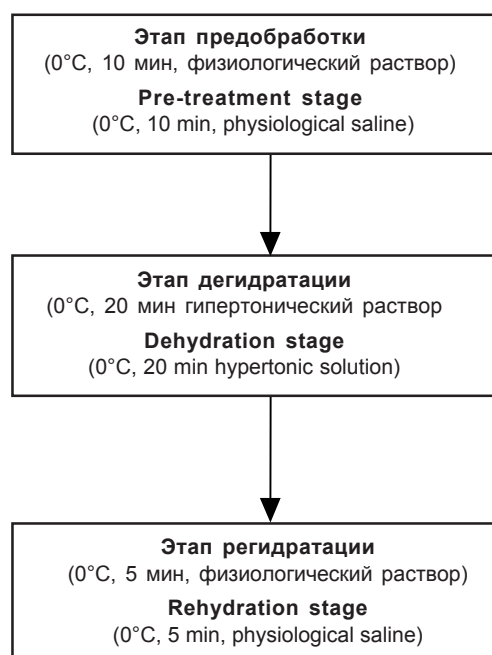 Этап предобработки
(0°C, 10 мин, физиологический раствор)
Pre-treatment stage
(0°C, 10 min, physiological saline)
Этап дегидратации
(0°C, 20 мин гипертонический раствор
Dehydration stage
(0°C, 20 min hypertonic solution)
Этап регидратации
(0°C, 5 мин, физиологический раствор)
Rehydration stage
(0°C, 5 min, physiological saline)